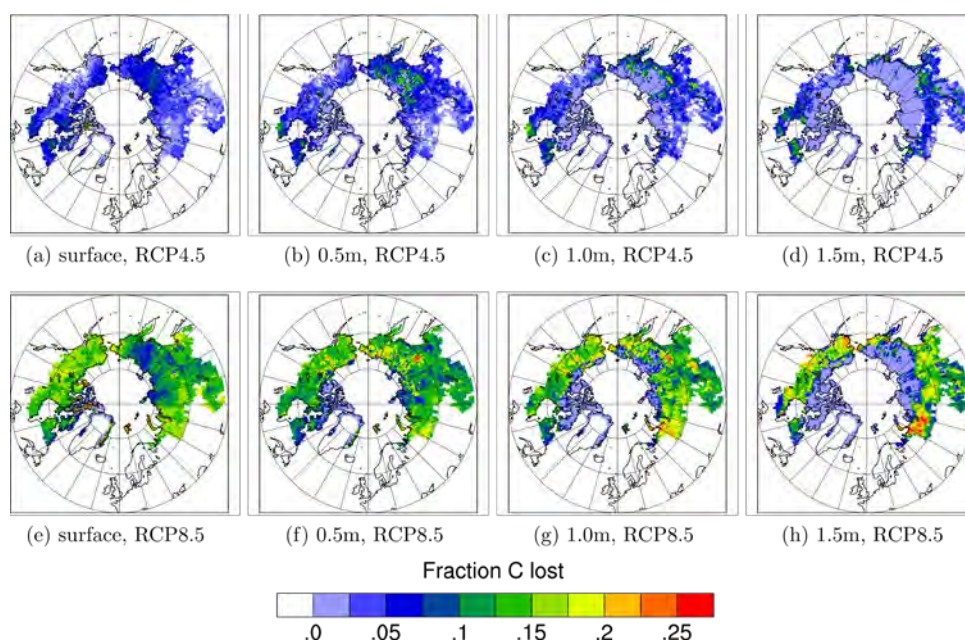 (a) surface, RCP4.5 (b) 0.5m, RCP4.5 (c) 1.0m, RCP4.5 (d) 1.5m, RCP4.5
(e) surface, RCP8.5 (f) 0.5m, RCP8.5 (g) 1.0m, RCP8.5 (h) 1.5m, RCP8.5
Fraction C lost
.0 .05 .1 .15 .2 .25